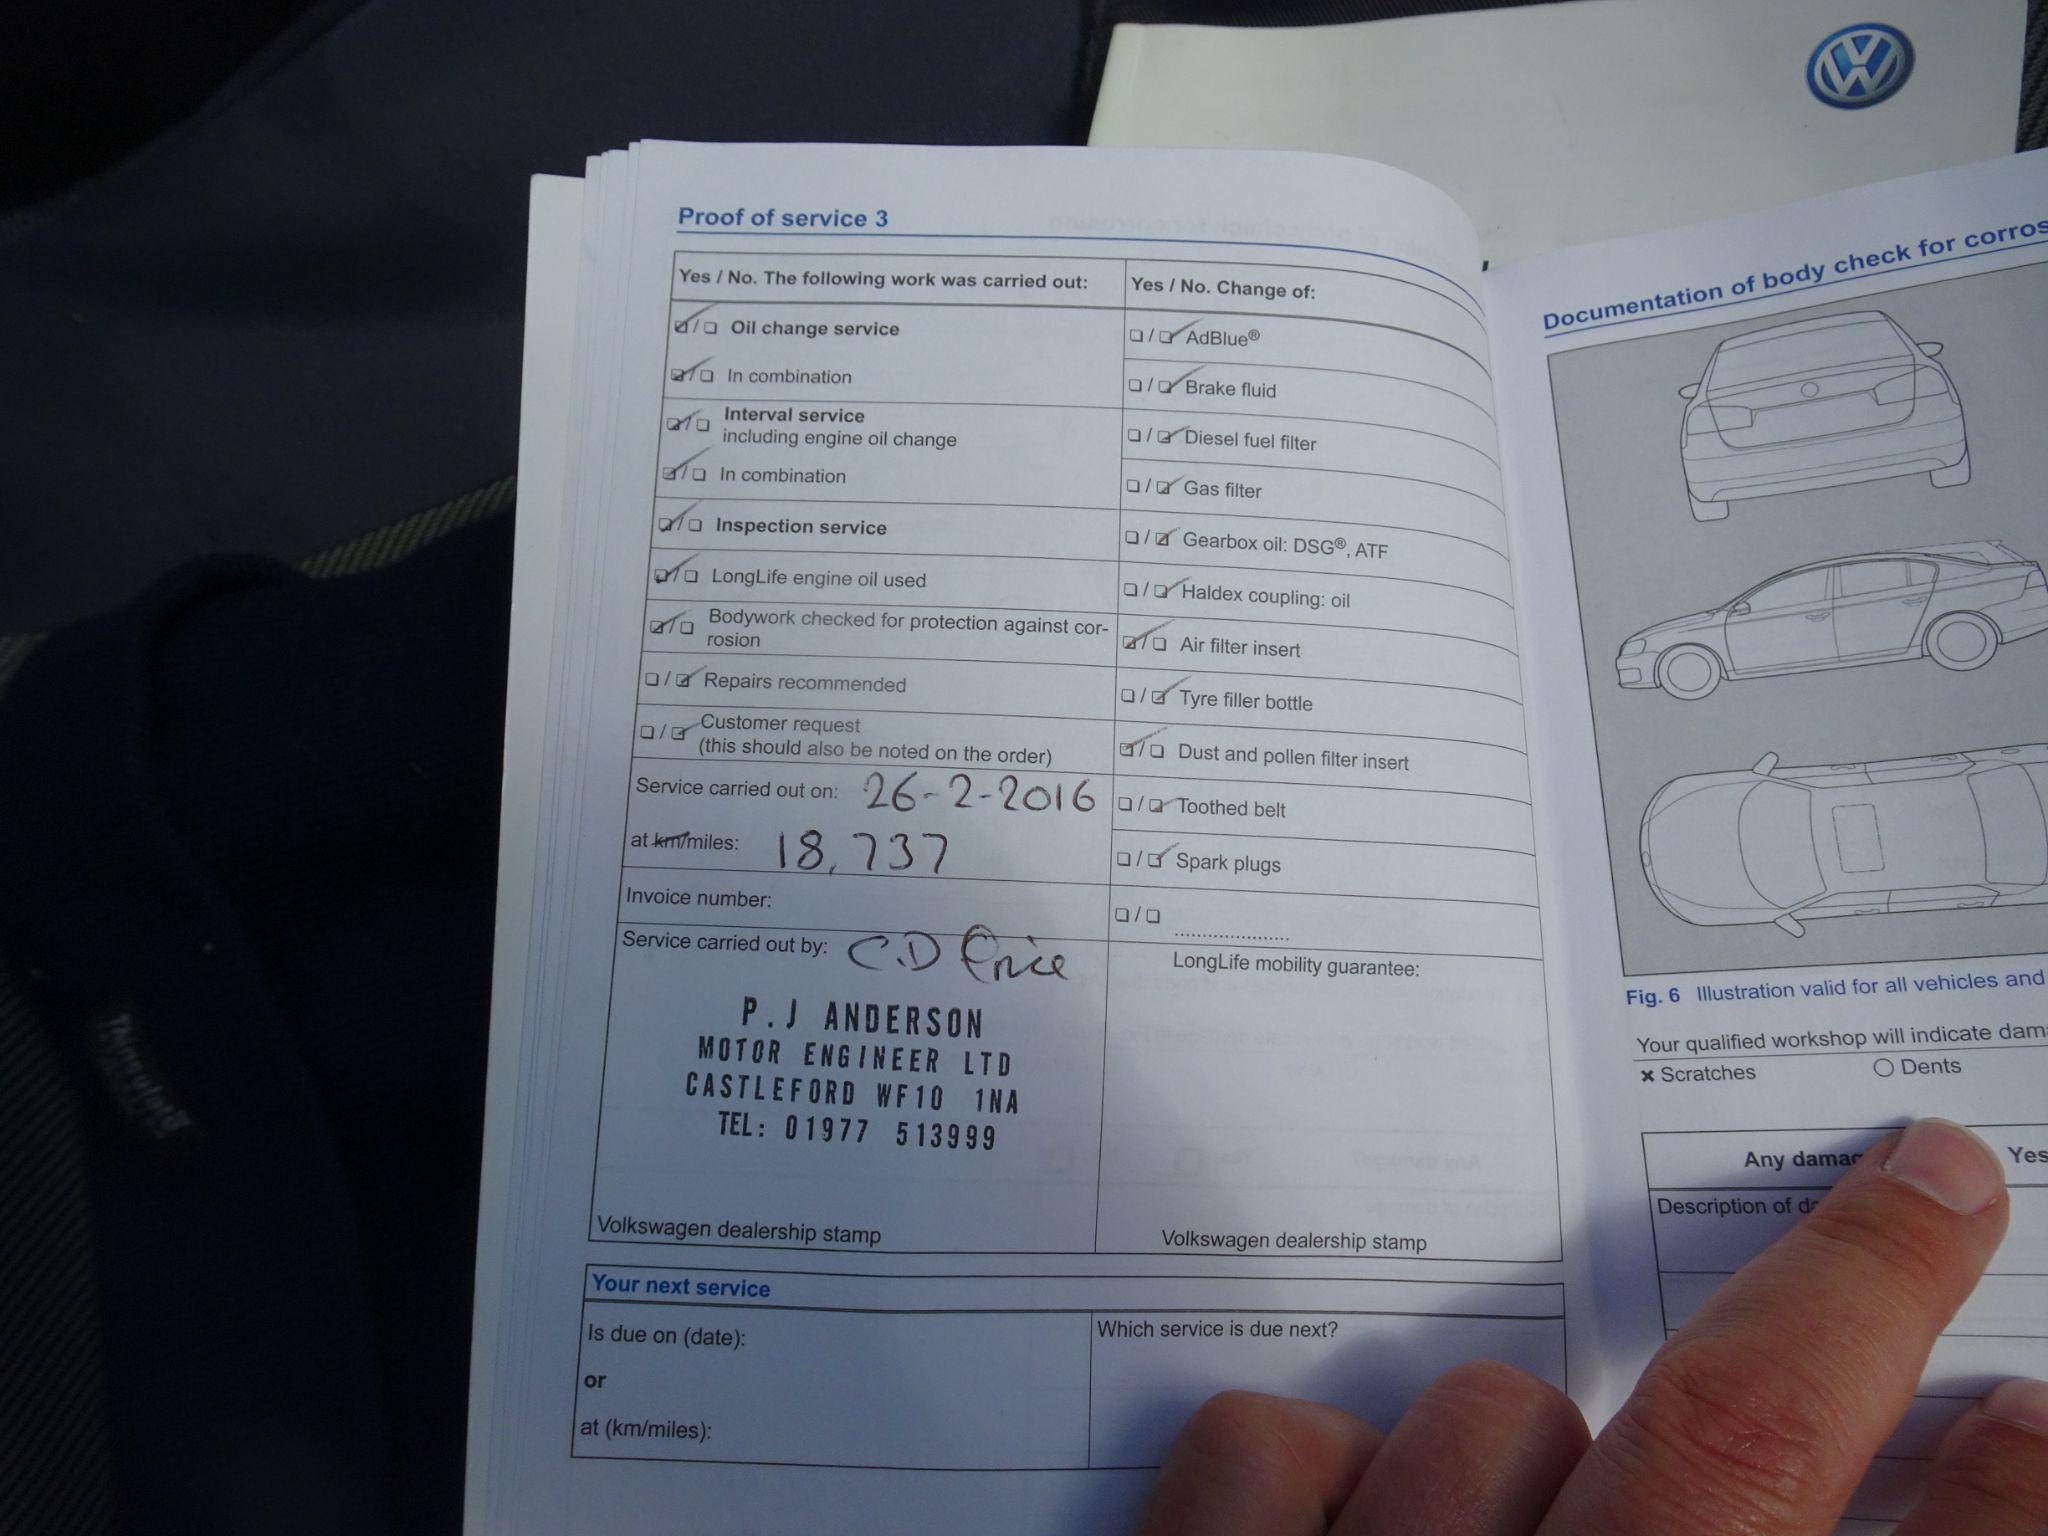 Proof of service 3
Yes / No. The following work was carried out:
Oil change service
In combination
Interval service
including engine oil change
In combination
Inspection service
LongLife engine oil used
Bodywork checked for protection against cor-
rosion
Repairs recommended
Customer request
(this should also be noted on the order)
Service carried out on: 26-2-2016
at km/miles: 18,737
Invoice number:
Service carried out by: C.D
P.J ANDERSON
MOTOR ENGINEER LTD
CASTLEFORD WF10 1NA
TEL: 01977 513999
Volkswagen dealership stamp
Yes / No. Change of:
AdBlue®
Brake fluid
Diesel fuel filter
Gas filter
Gearbox oil: DSG®, ATF
Haldex coupling: oil
Air filter insert
Tyre filler bottle
Dust and pollen filter insert
Toothed belt
Spark plugs
LongLife mobility guarantee:
Volkswagen dealership stamp
Your next service
Is due on (date):
or
at (km/miles):
Which service is due next?
Documentation of body check for
Fig. 6 Illustration valid for all vehicles and
Your qualified workshop will indicate
× Scratches
Dents
Any
Yes
Description of
Thinsulate
VW